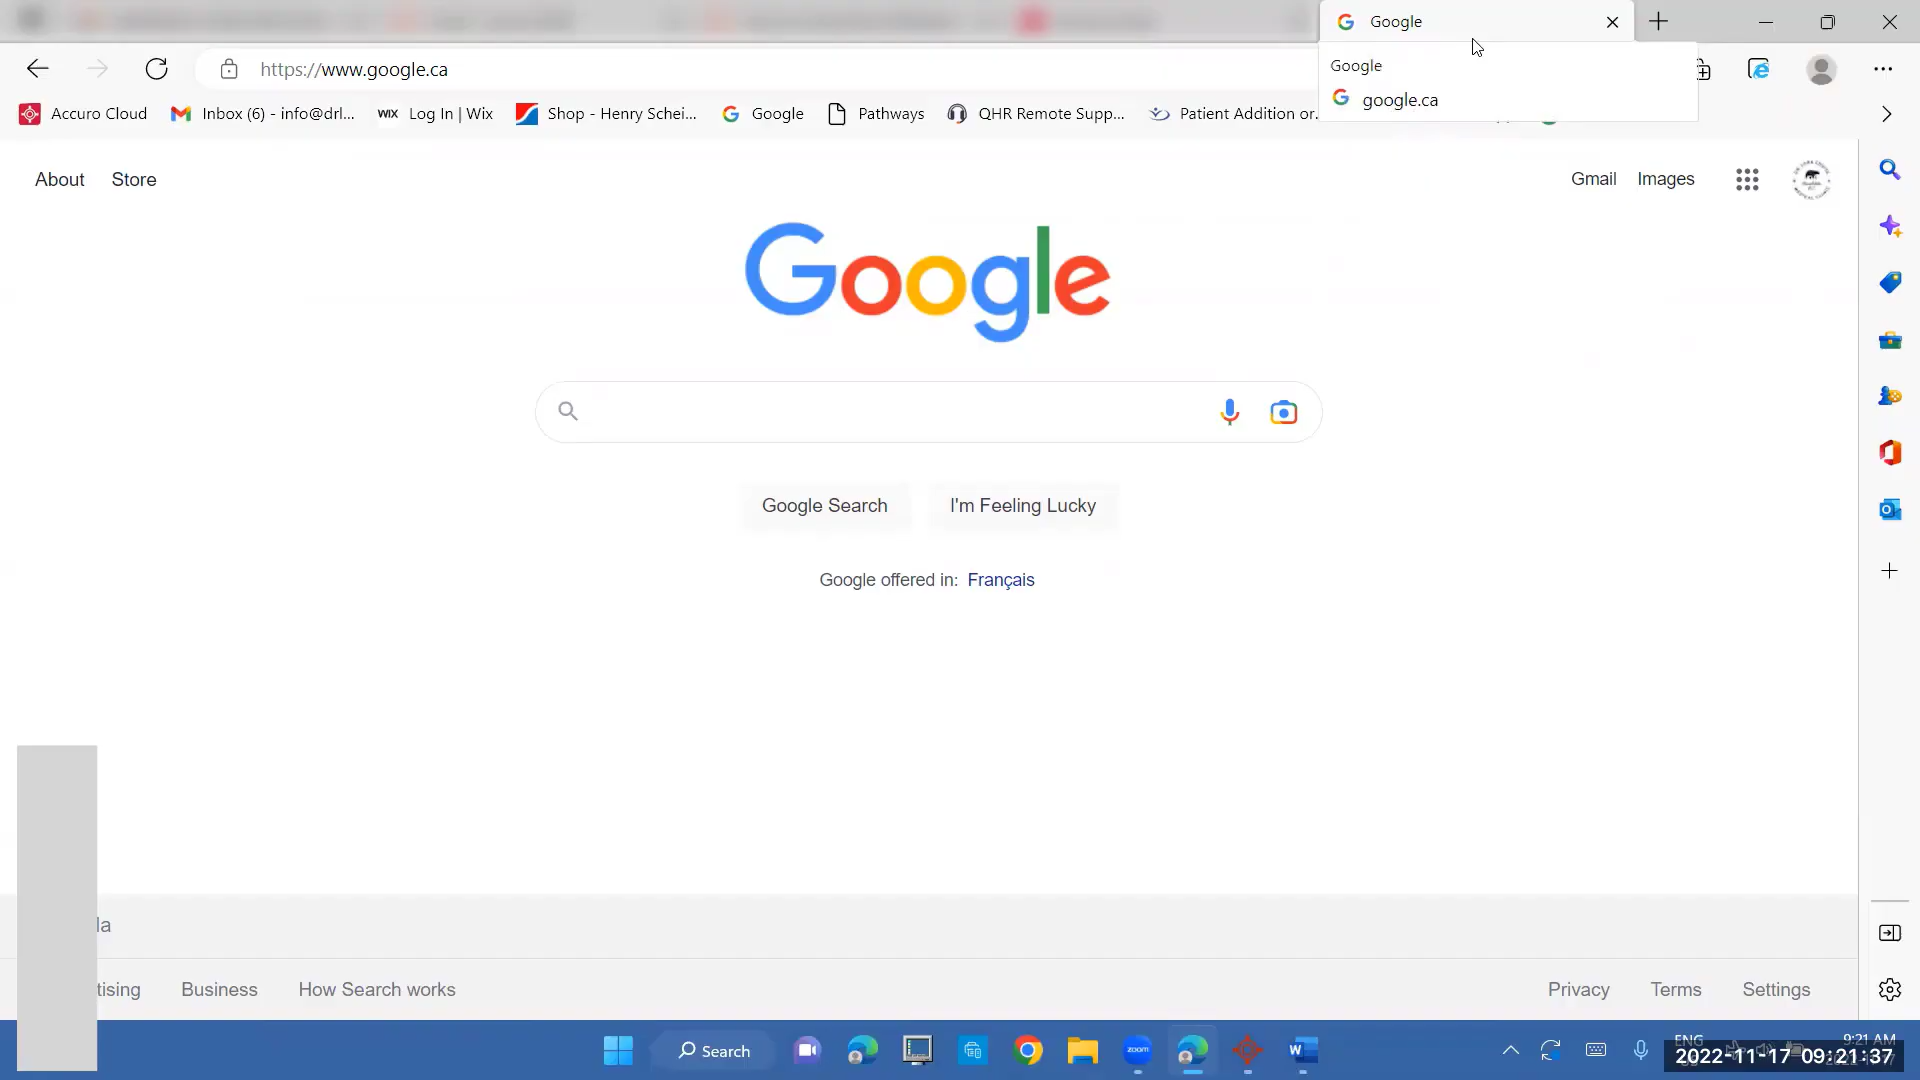 Google
https://www.google.ca
Google
google.ca
Accuro Cloud
Inbox (6) - info@drl...
WIX Log In | Wix
Shop - Henry Schei...
Google
Pathways
QHR Remote Supp...
Patient Addition or.
About
Store
Gmail
Images
Google
Google Search
I'm Feeling Lucky
Google offered in: Français
la
tising
Business
How Search works
Privacy
Terms
Settings
Search
zoom
ENG
9:21 AM
2022-11-17 09:21:37